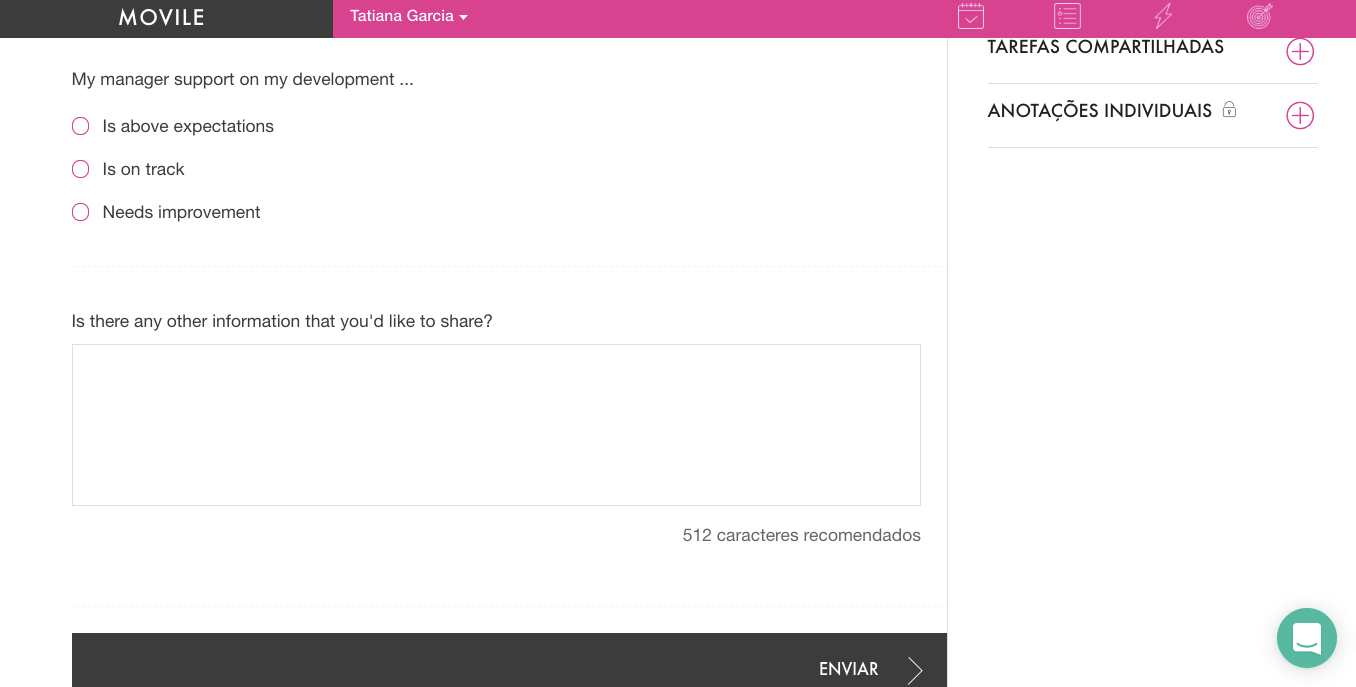 MOVILE
Tatiana Garcia
My manager support on my development ...
Is above expectations
Is on track
Needs improvement
Is there any other information that you'd like to share?
512 caracteres recomendados
ENVIAR
TAREFAS COMPARTILHADAS
ANOTAÇÕES INDIVIDUAIS